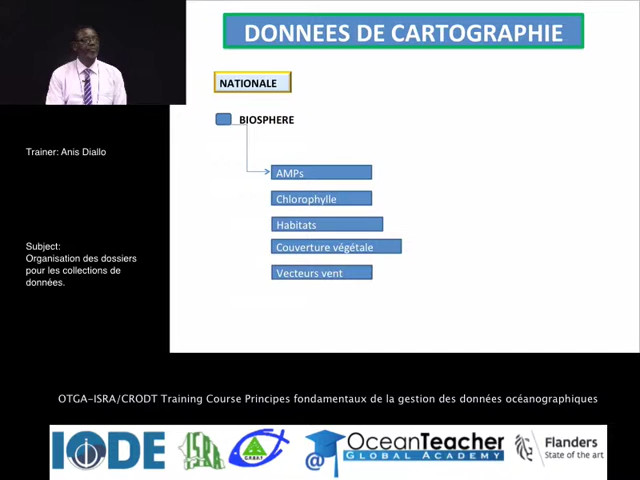 DONNEES DE CARTOGRAPHIE
NATIONALE
BIOSPHERE
AMPs
Chlorophylle
Habitats
Couverture végétale
Vecteurs vent
Trainer: Anis Diallo
Subject:
Organisation des dossiers
pour les collections de
données.
OTGA-ISRA/CRODT Training Course Principes fondamentaux de la gestion des données océanographiques
IODE
ISRA
@ OceanTeacher
GLOBAL ACADEMY
Flanders
State of the art